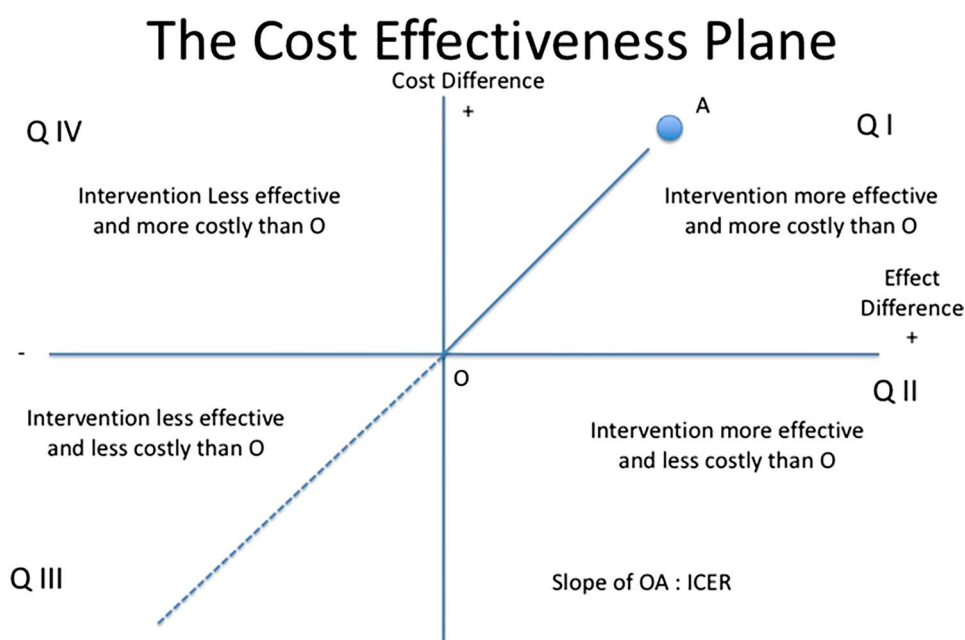 The Cost Effectiveness Plane
Cost Difference
+
A
Q IV
Q I
Intervention Less effective
and more costly than O
Intervention more effective
and more costly than O
Effect
Difference
+
-
O
Q II
Intervention less effective
and less costly than O
Intervention more effective
and less costly than O
Q III
Slope of OA : ICER